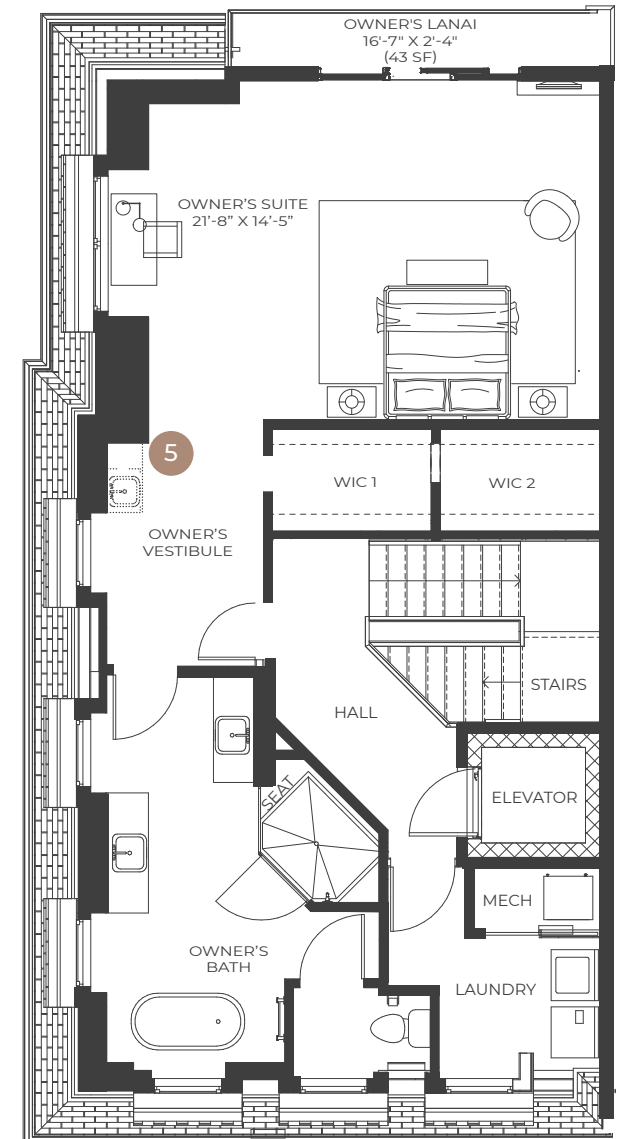 OWNER'S LANAI
16'-7" X 2'-4"
(43 SF)
OWNER'S SUITE
21'-8" X 14'-5"
5
WIC 1
WIC 2
OWNER'S
VESTIBULE
STAIRS
HALL
SEAT
ELEVATOR
MECH
OWNER'S
BATH
LAUNDRY